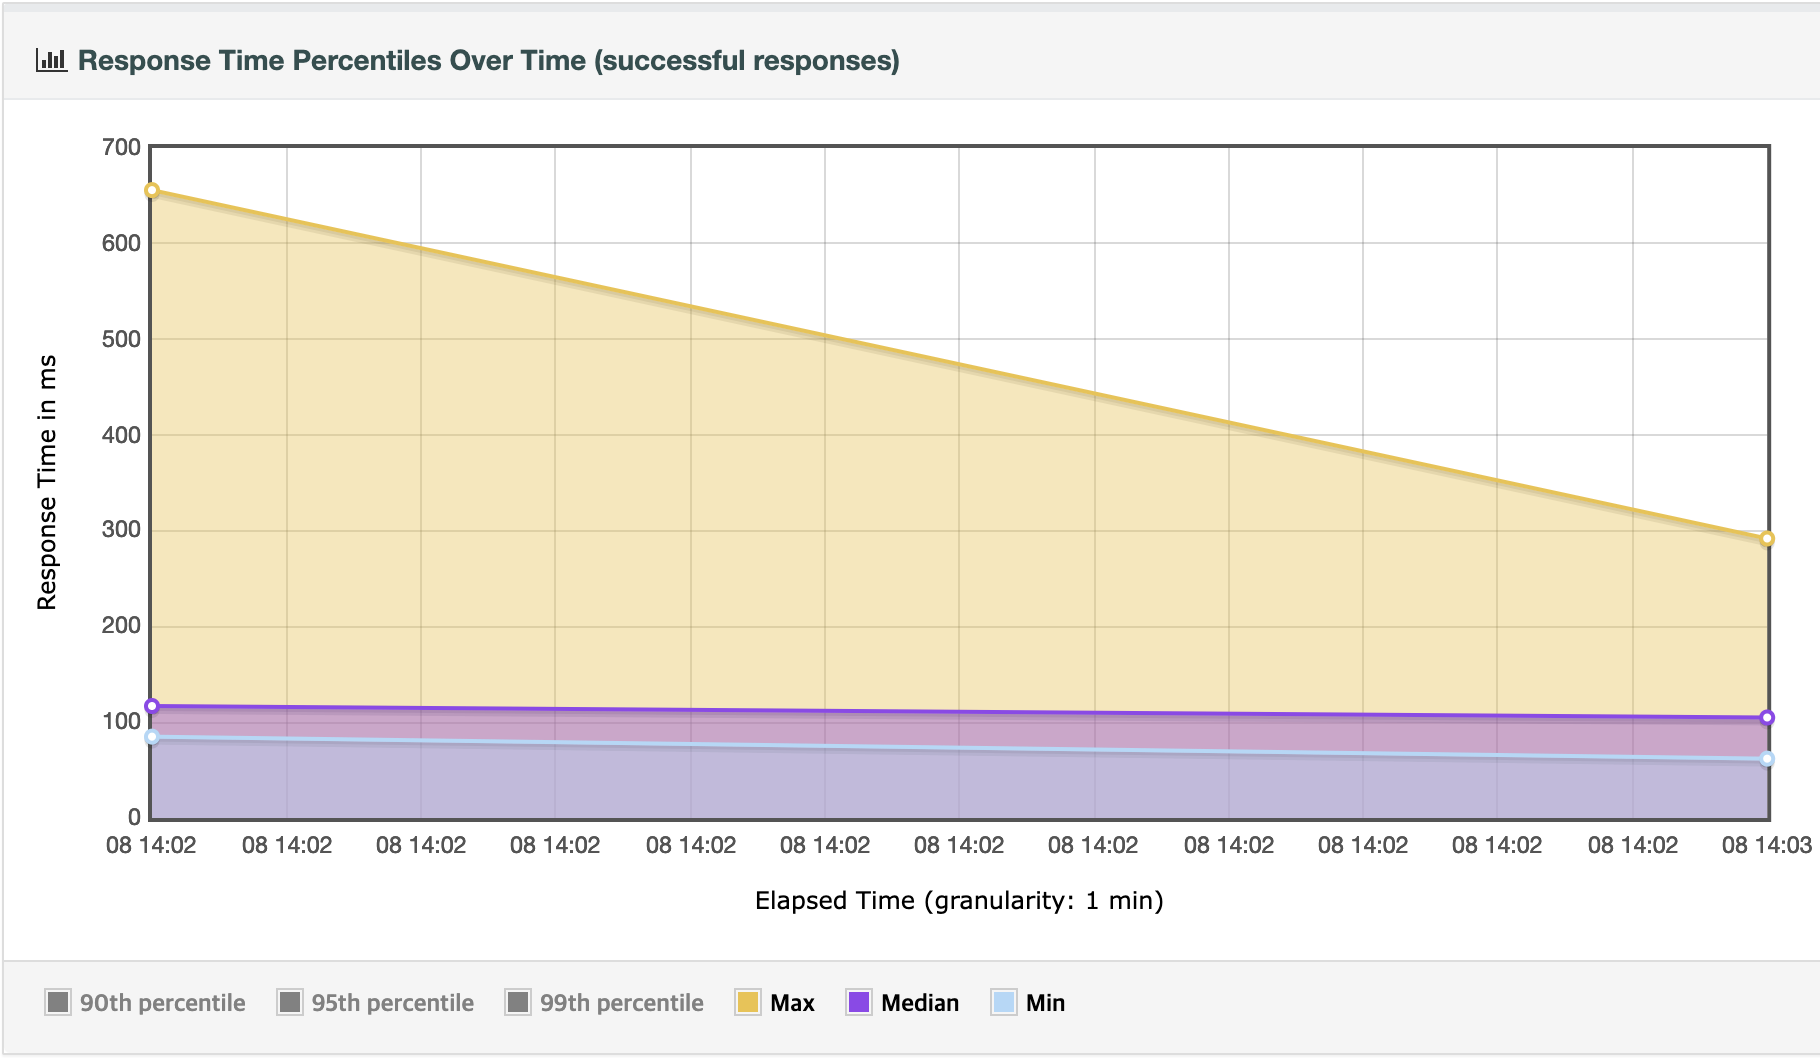 Response Time Percentiles Over Time (successful responses)
700
600
500
400
300
200
100
0
Response Time in ms
08 14:02 08 14:02 08 14:02 08 14:02 08 14:02 08 14:02 08 14:02 08 14:02 08 14:02 08 14:02 08 14:02 08 14:02 08 14:03
Elapsed Time (granularity: 1 min)
90th percentile 95th percentile 99th percentile Max Median Min